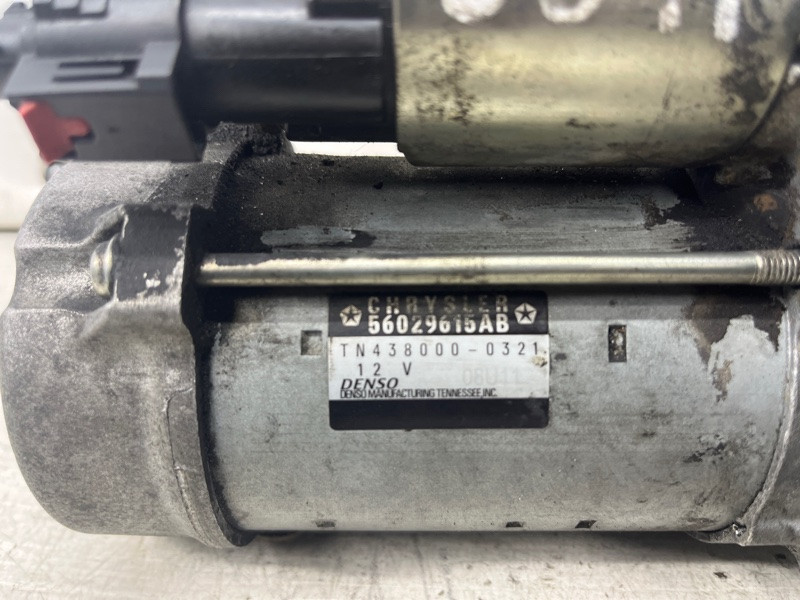 CHRYSLER
56029615AB
TN438000-0321
12 V
DENSO
DENSO MANUFACTURING TENNESSEE, INC.